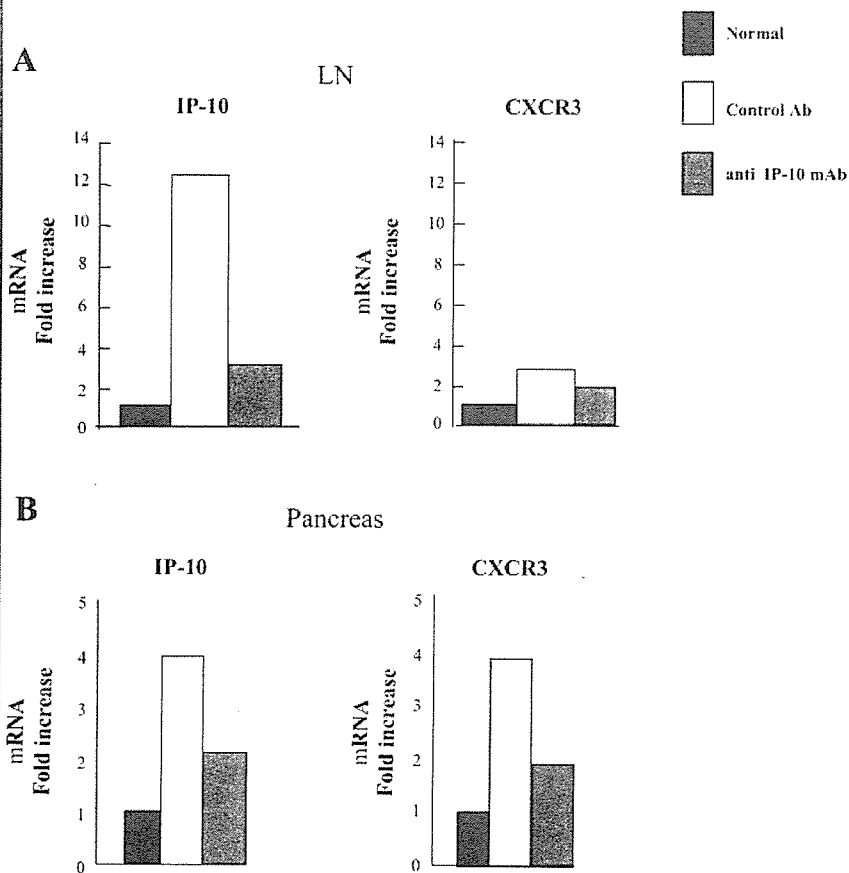 Normal
Control Ab
anti IP-10 mAb
A
LN
IP-10
mRNA
Fold increase
14
12
10
8
6
4
2
0
CXCR3
mRNA
Fold increase
14
12
10
8
6
4
2
0
B
Pancreas
IP-10
mRNA
Fold increase
5
4
3
2
1
0
CXCR3
mRNA
Fold increase
5
4
3
2
1
0